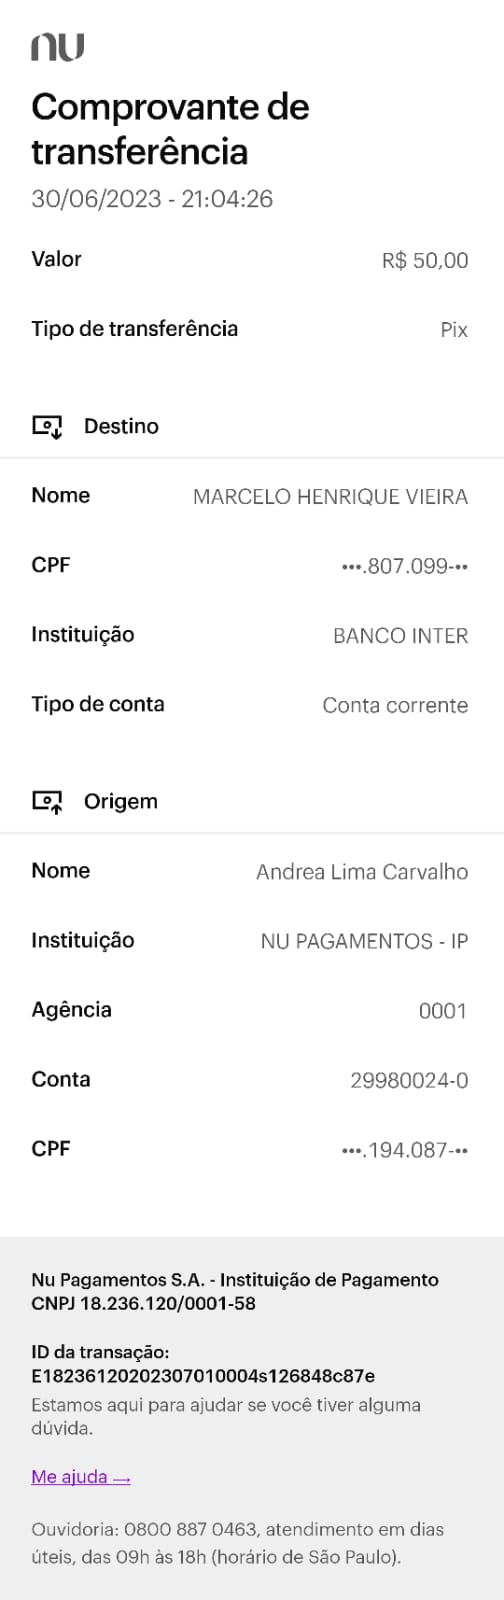 nu
Comprovante de
transferência
30/06/2023 - 21:04:26
Valor R$ 50,00
Tipo de transferência Pix
Destino
Nome MARCELO HENRIQUE VIEIRA
CPF •••.807.099-••
Instituição BANCO INTER
Tipo de conta Conta corrente
Origem
Nome Andrea Lima Carvalho
Instituição NU PAGAMENTOS - IP
Agência 0001
Conta 29980024-0
CPF •••.194.087-••
Nu Pagamentos S.A. - Instituição de Pagamento
CNPJ 18.236.120/0001-58
ID da transação:
E18236120202307010004s126848c87e
Estamos aqui para ajudar se você tiver alguma
dúvida.
Me ajuda →
Ouvidoria: 0800 887 0463, atendimento em dias
úteis, das 09h às 18h (horário de São Paulo).